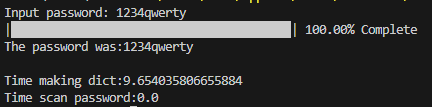 Input password: 1234qwerty
|| 100.00% Complete
The password was:1234qwerty
Time making dict:9.654035806655884
Time scan password:0.0